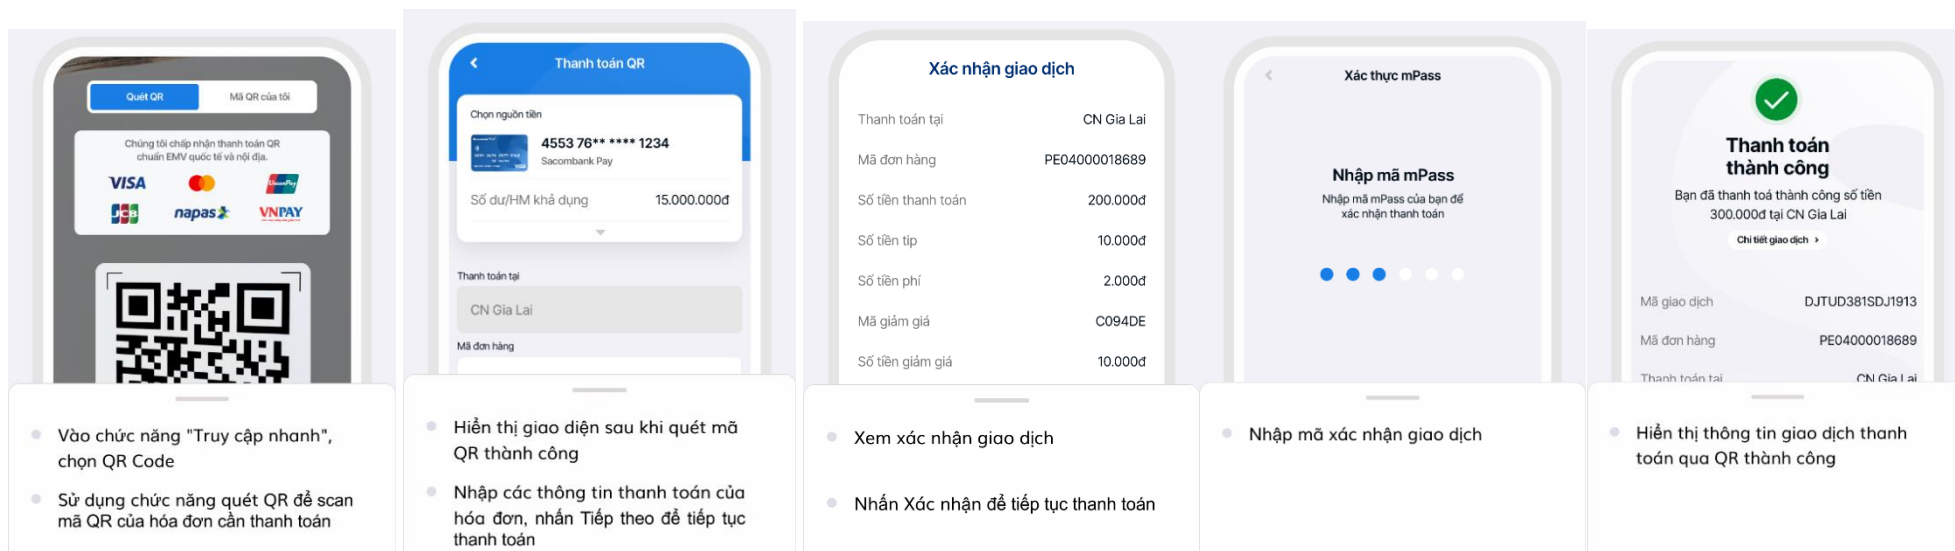 Quét QR
Mã QR của tôi
Chúng tôi chấp nhận thanh toán QR
chuẩn EMV quốc tế và nội địa.
VISA
UnionPay
JCB
napas
VNPAY
Vào chức năng "Truy cập nhanh",
chọn QR Code
Sử dụng chức năng quét QR để scan
mã QR của hóa đơn cần thanh toán
Thanh toán QR
Chọn nguồn tiền
4553 76** **** 1234
Sacombank Pay
Số dư/HM khả dụng 15.000.000đ
Thanh toán tại
CN Gia Lai
Mã đơn hàng
Hiển thị giao diện sau khi quét mã
QR thành công
Nhập các thông tin thanh toán của
hóa đơn, nhấn Tiếp theo để tiếp tục
thanh toán
Xác nhận giao dịch
Thanh toán tại CN Gia Lai
Mã đơn hàng PE04000018689
Số tiền thanh toán 200.000đ
Số tiền tip 10.000đ
Số tiền phí 2.000đ
Mã giảm giá C094DE
Số tiền giảm giá 10.000đ
Xem xác nhận giao dịch
Nhấn Xác nhận để tiếp tục thanh toán
Xác thực mPass
Nhập mã mPass
Nhập mã mPass của bạn để
xác nhận thanh toán
Nhập mã xác nhận giao dịch
Thanh toán
thành công
Bạn đã thanh toá thành công số tiền
300.000đ tại CN Gia Lai
Chi tiết giao dịch
Mã giao dịch DJTUD381SDJ1913
Mã đơn hàng PE04000018689
Thanh toán tại CN Gia Lai
Hiển thị thông tin giao dịch thanh
toán qua QR thành công